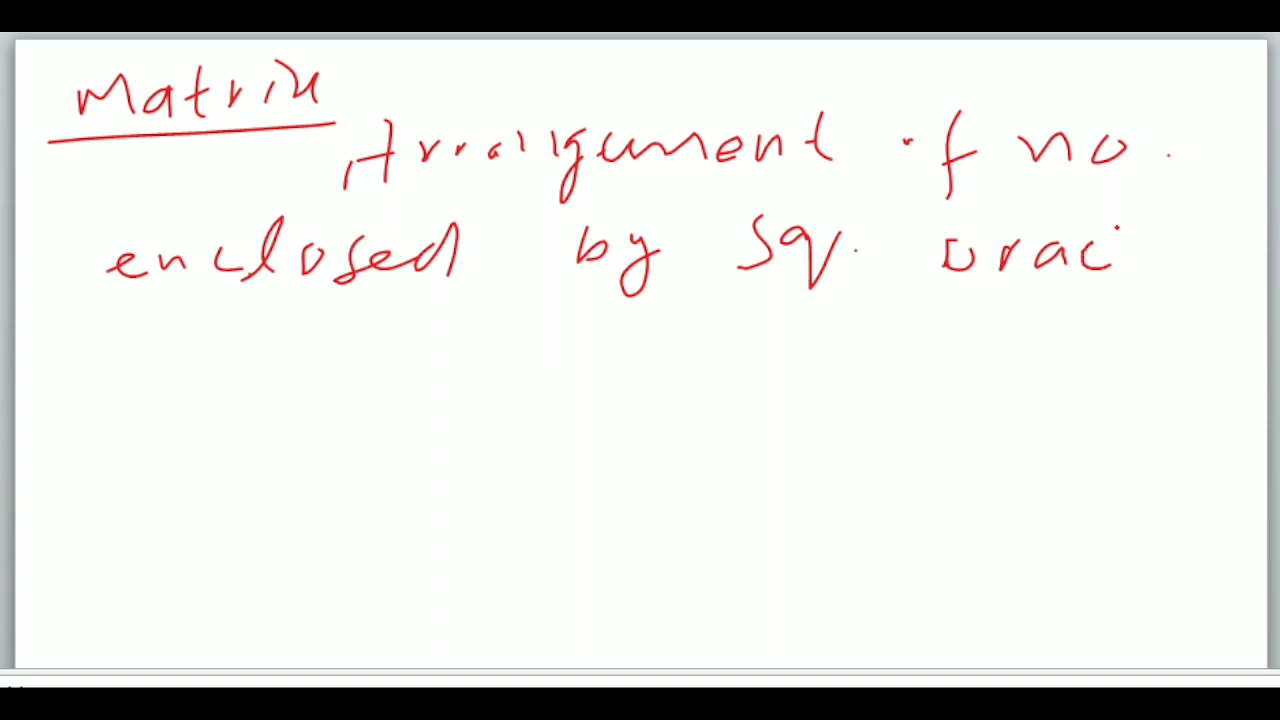 Matrix
Arrangement of no.
enclosed by Sq. brac